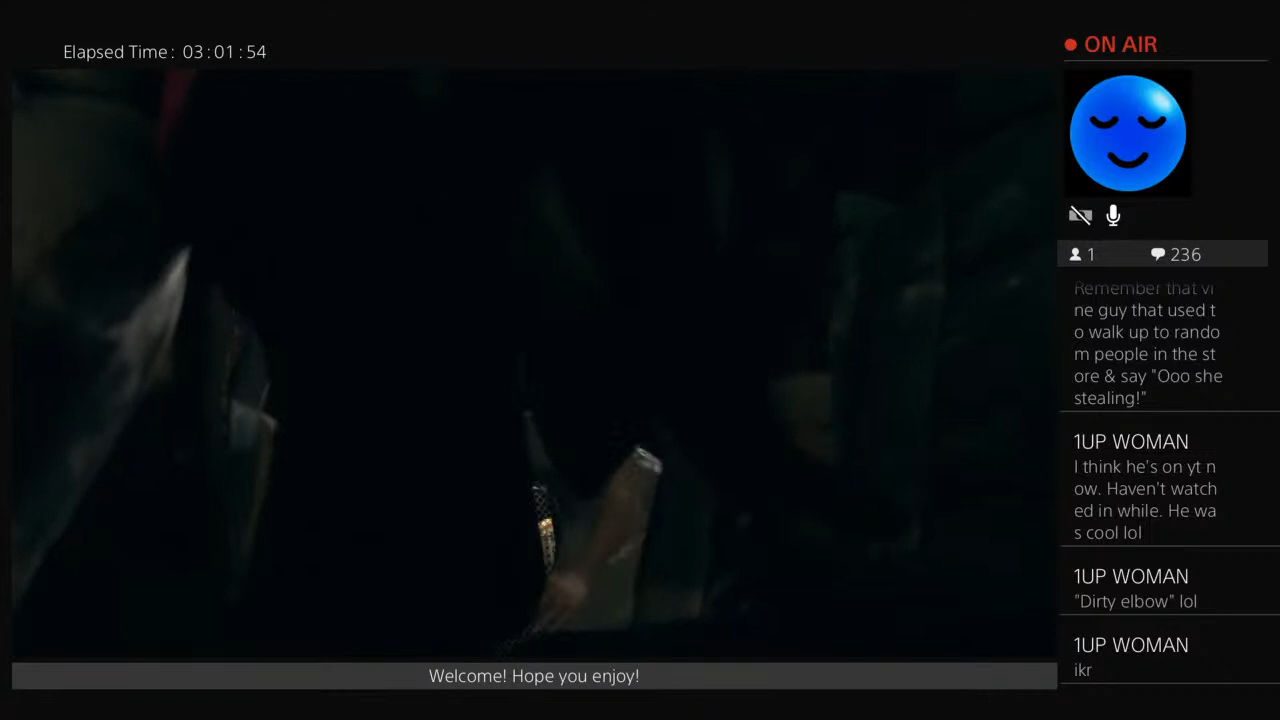 Elapsed Time: 03:01:54
ON AIR
1
236
Remember that vi
ne guy that used t
o walk up to rando
m people in the st
ore & say "Ooo she
stealing!"
1UP WOMAN
I think he's on yt n
ow. Haven't watch
ed in while. He wa
s cool lol
1UP WOMAN
"Dirty elbow" lol
1UP WOMAN
ikr
Welcome! Hope you enjoy!